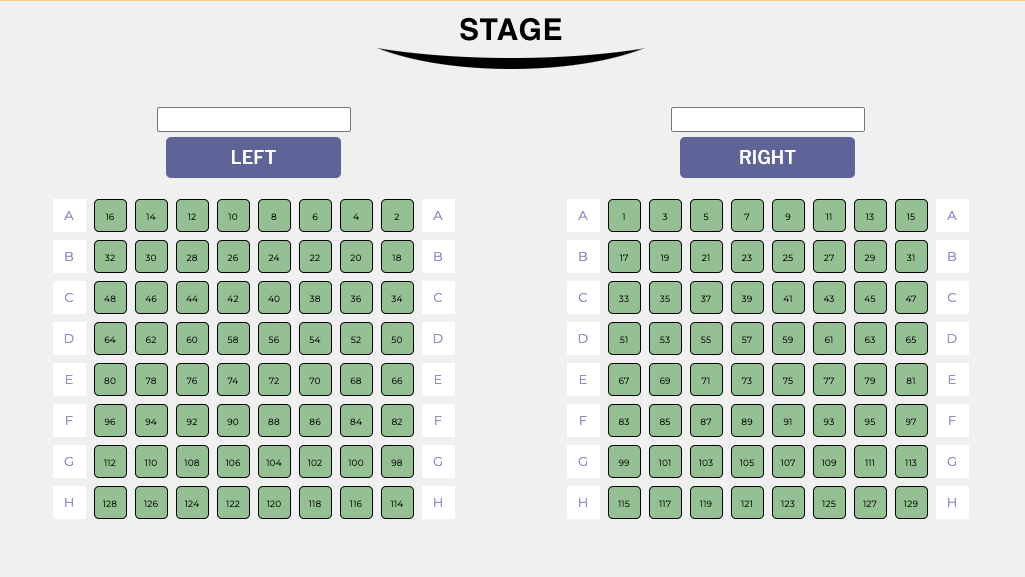 STAGE
LEFT RIGHT
A 16 14 12 10 8 6 4 2 A A 1 3 5 7 9 11 13 15 A
B 32 30 28 26 24 22 20 18 B B 17 19 21 23 25 27 29 31 B
C 48 46 44 42 40 38 36 34 C C 33 35 37 39 41 43 45 47 C
D 64 62 60 58 56 54 52 50 D D 51 53 55 57 59 61 63 65 D
E 80 78 76 74 72 70 68 66 E E 67 69 71 73 75 77 79 81 E
F 96 94 92 90 88 86 84 82 F F 83 85 87 89 91 93 95 97 F
G 112 110 108 106 104 102 100 98 G G 99 101 103 105 107 109 111 113 G
H 128 126 124 122 120 118 116 114 H H 115 117 119 121 123 125 127 129 H